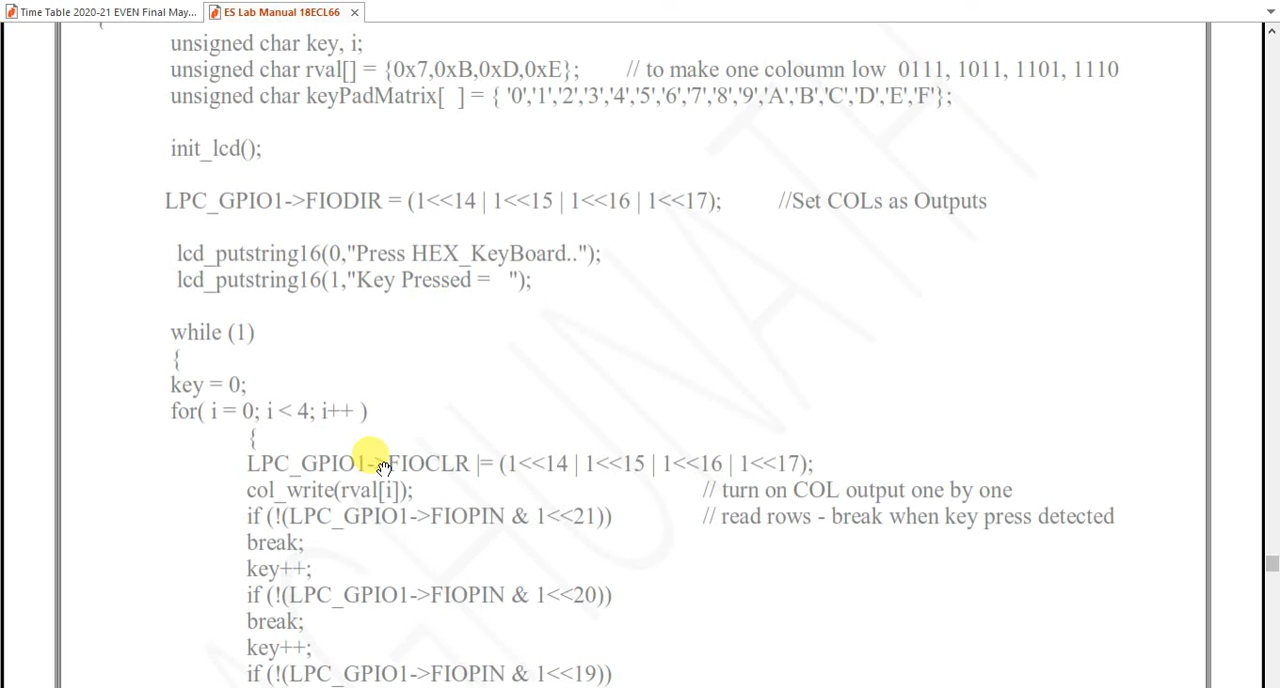 Time Table 2020-21 EVEN Final May...
ES Lab Manual 18ECL66
unsigned char key, i;
unsigned char rval[] = {0x7,0xB,0xD,0xE}; // to make one coloumn low 0111, 1011, 1101, 1110
unsigned char keyPadMatrix[ ] = { '0','1','2','3','4','5','6','7','8','9','A','B','C','D','E','F'};
init_lcd();
LPC_GPIO1->FIODIR = (1<<14 | 1<<15 | 1<<16 | 1<<17); //Set COLs as Outputs
lcd_putstring16(0,"Press HEX_KeyBoard..");
lcd_putstring16(1,"Key Pressed = ");
while (1)
{
key = 0;
for( i = 0; i < 4; i++ )
{
LPC_GPIO1->FIOCLR |= (1<<14 | 1<<15 | 1<<16 | 1<<17);
col_write(rval[i]); // turn on COL output one by one
if (!(LPC_GPIO1->FIOPIN & 1<<21)) // read rows - break when key press detected
break;
key++;
if (!(LPC_GPIO1->FIOPIN & 1<<20))
break;
key++;
if (!(LPC_GPIO1->FIOPIN & 1<<19))